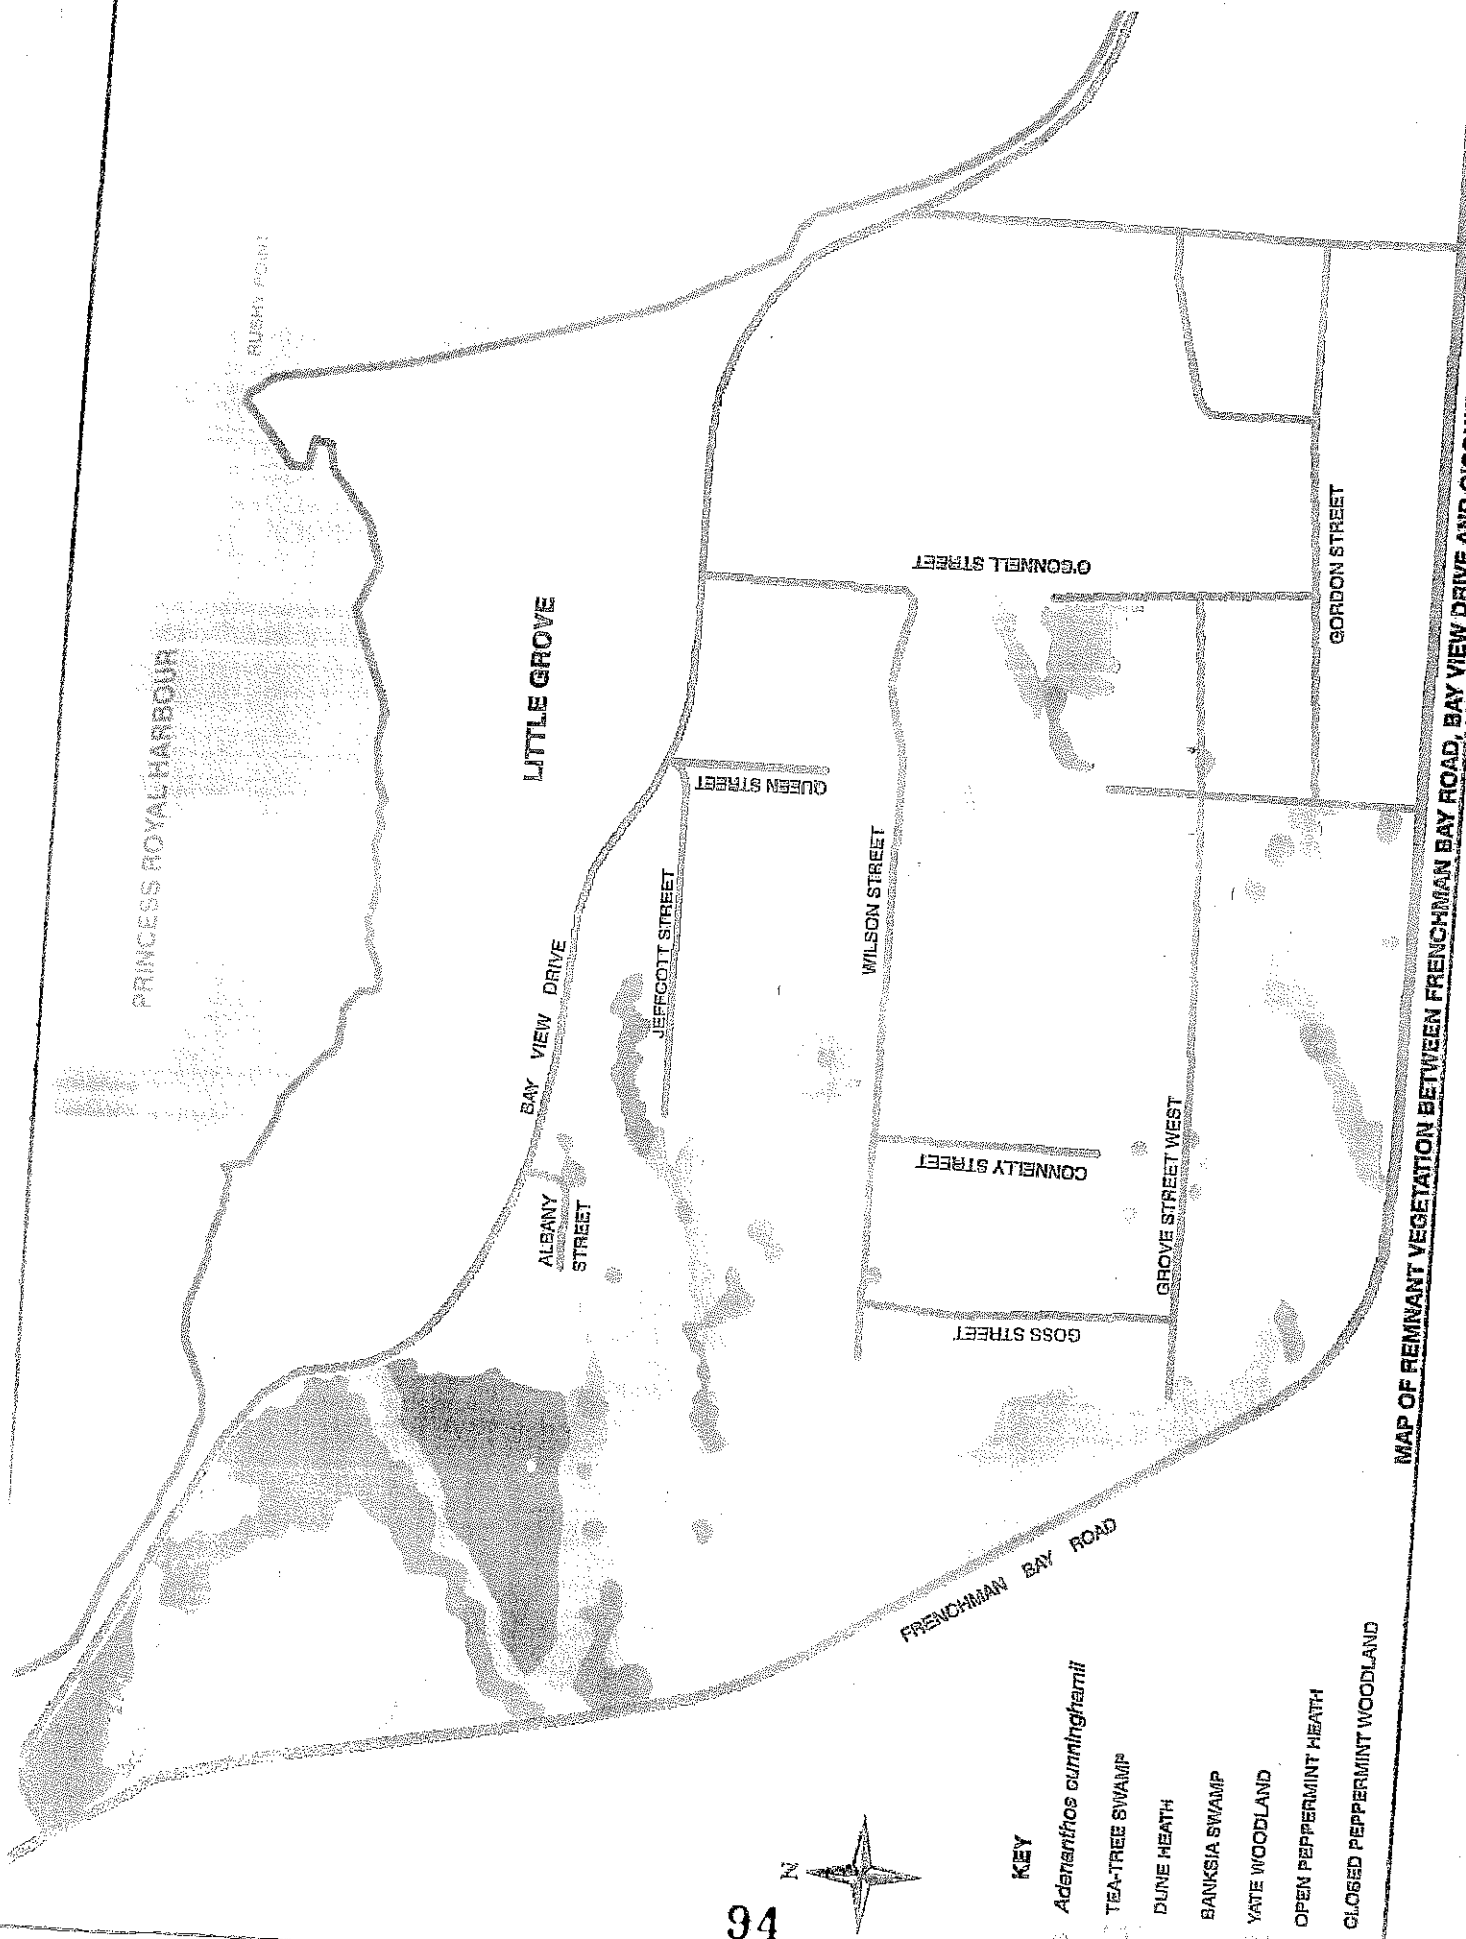 PRINCESS ROYAL HARBOUR
RUSHY POINT
LITTLE GROVE
BAY VIEW DRIVE
ALBANY
STREET
JEFFCOTT STREET
QUEEN STREET
WILSON STREET
O'CONNELL STREET
CONNELLY STREET
GOSS STREET
GROVE STREET WEST
GORDON STREET
FRENCHMAN BAY ROAD
N
KEY
Adenanthos cunninghamii
TEA-TREE SWAMP
DUNE HEATH
BANKSIA SWAMP
YATE WOODLAND
OPEN PEPPERMINT HEATH
CLOSED PEPPERMINT WOODLAND
MAP OF REMNANT VEGETATION BETWEEN FRENCHMAN BAY ROAD, BAY VIEW DRIVE AND
94